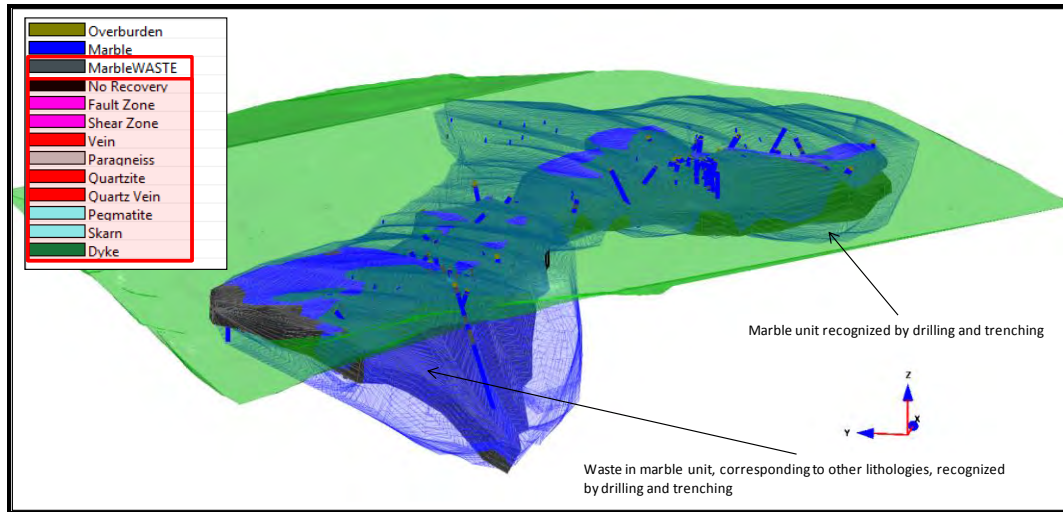 Overburden
Marble
MarbleWASTE
No Recovery
Fault Zone
Shear Zone
Vein
Paragneiss
Quartzite
Quartz Vein
Pegmatite
Skarn
Dyke
Marble unit recognized by drilling and trenching
Z
X
Y
Waste in marble unit, corresponding to other lithologies, recognized
by drilling and trenching